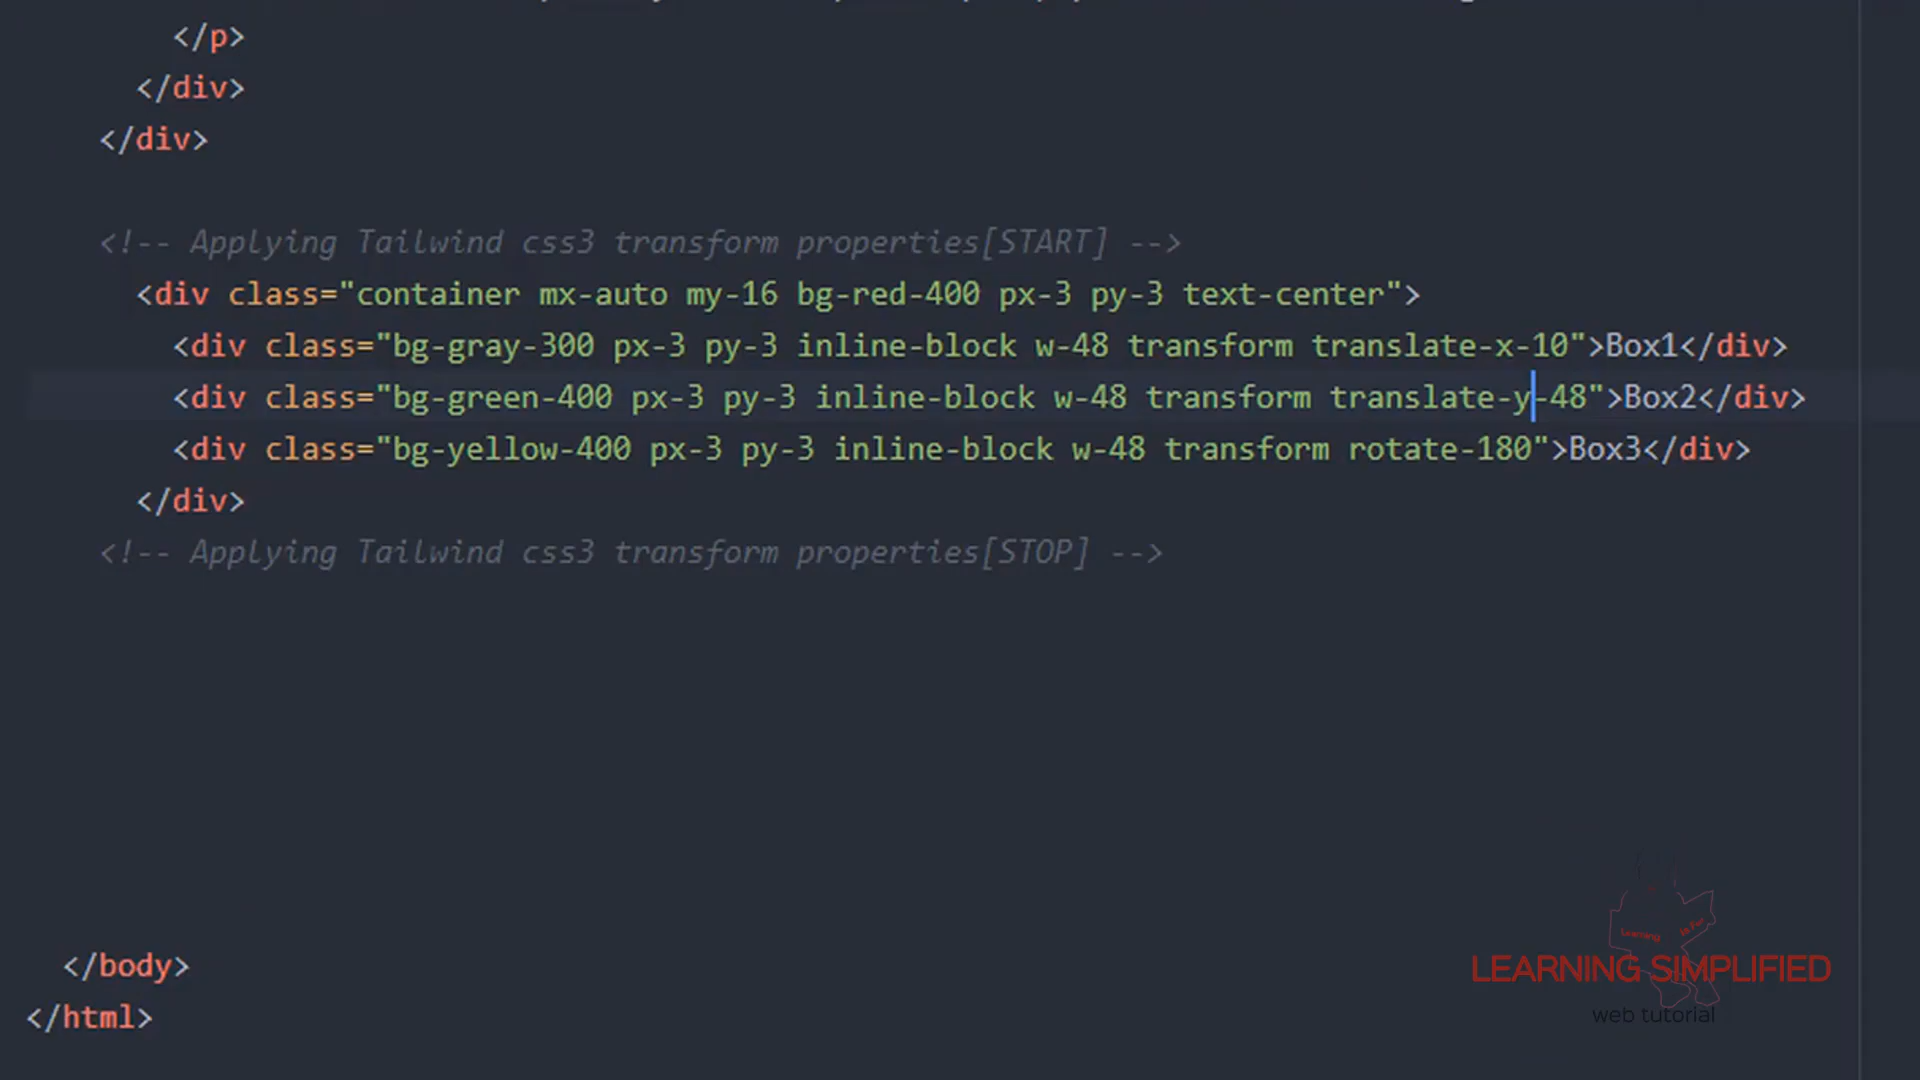 </p>
</div>
</div>
<!-- Applying Tailwind css3 transform properties[START] -->
<div class="container mx-auto my-16 bg-red-400 px-3 py-3 text-center">
<div class="bg-gray-300 px-3 py-3 inline-block w-48 transform translate-x-10">Box1</div>
<div class="bg-green-400 px-3 py-3 inline-block w-48 transform translate-y-48">Box2</div>
<div class="bg-yellow-400 px-3 py-3 inline-block w-48 transform rotate-180">Box3</div>
</div>
<!-- Applying Tailwind css3 transform properties[STOP] -->
</body>
</html>
Learning Is For
LEARNING SIMPLIFIED
web tutorial